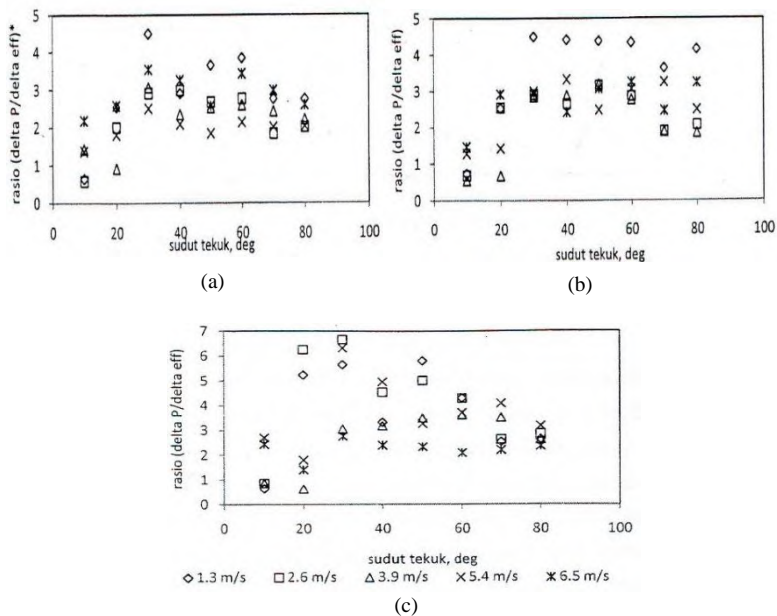 (a)
5
4
3
2
1
0
rasio (delta P/delta eff)*
0 20 40 60 80 100
sudut tekuk, deg
(a)
(b)
5
4
3
2
1
0
rasio (delta P/delta eff)
0 20 40 60 80 100
sudut tekuk, deg
(b)
7
6
5
4
3
2
1
0
rasio (delta P/delta eff)
0 20 40 60 80 100
sudut tekuk, deg
1.3 m/s 2.6 m/s 3.9 m/s 5.4 m/s 6.5 m/s
(c)